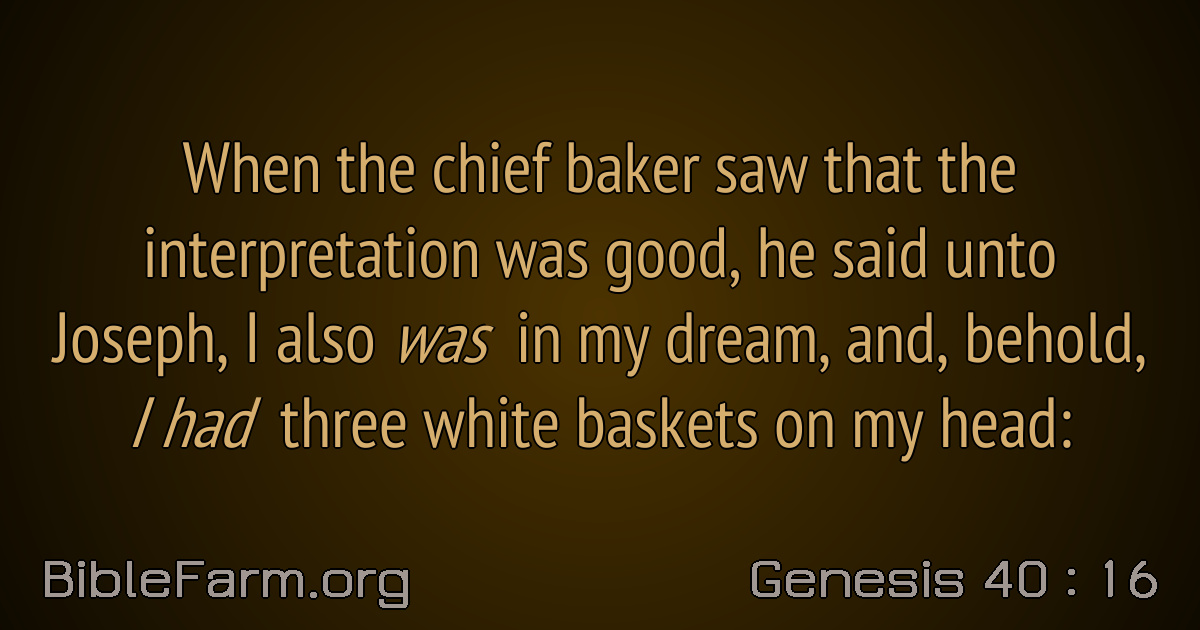 When the chief baker saw that the
interpretation was good, he said unto
Joseph, I also was in my dream, and, behold,
I had three white baskets on my head:
BibleFarm.org
Genesis 40 : 16